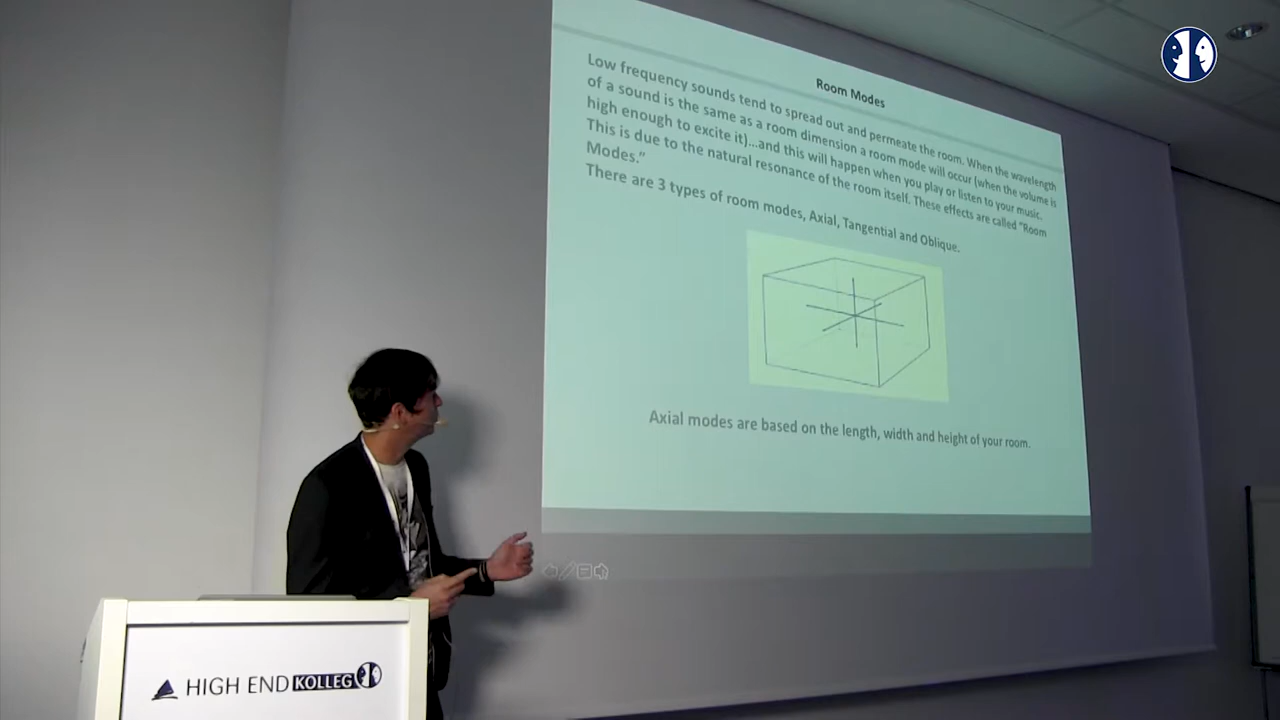 Room Modes
Low frequency sounds tend to spread out and permeate the room. When the wavelength
of a sound is the same as a room dimension a room mode will occur (when the volume is
high enough to excite it)...and this will happen when you play or listen to your music.
This is due to the natural resonance of the room itself. These effects are called "Room
Modes."
There are 3 types of room modes, Axial, Tangential and Oblique.
Axial modes are based on the length, width and height of your room.
HIGH END KOLLEG